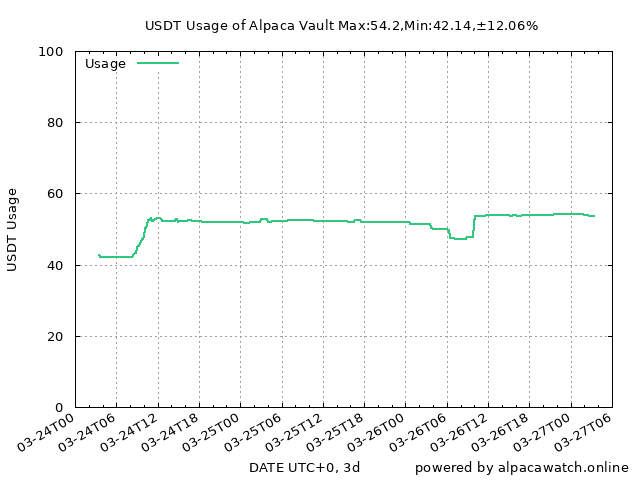 USDT Usage of Alpaca Vault Max:54.2,Min:42.14,±12.06%
Usage
USDT Usage
100
80
60
40
20
0
03-24T00
03-24T06
03-24T12
03-24T18
03-25T00
03-25T06
03-25T12
03-25T18
03-26T00
03-26T06
03-26T12
03-26T18
03-27T00
03-27T06
DATE UTC+0, 3d
powered by alpacawatch.online